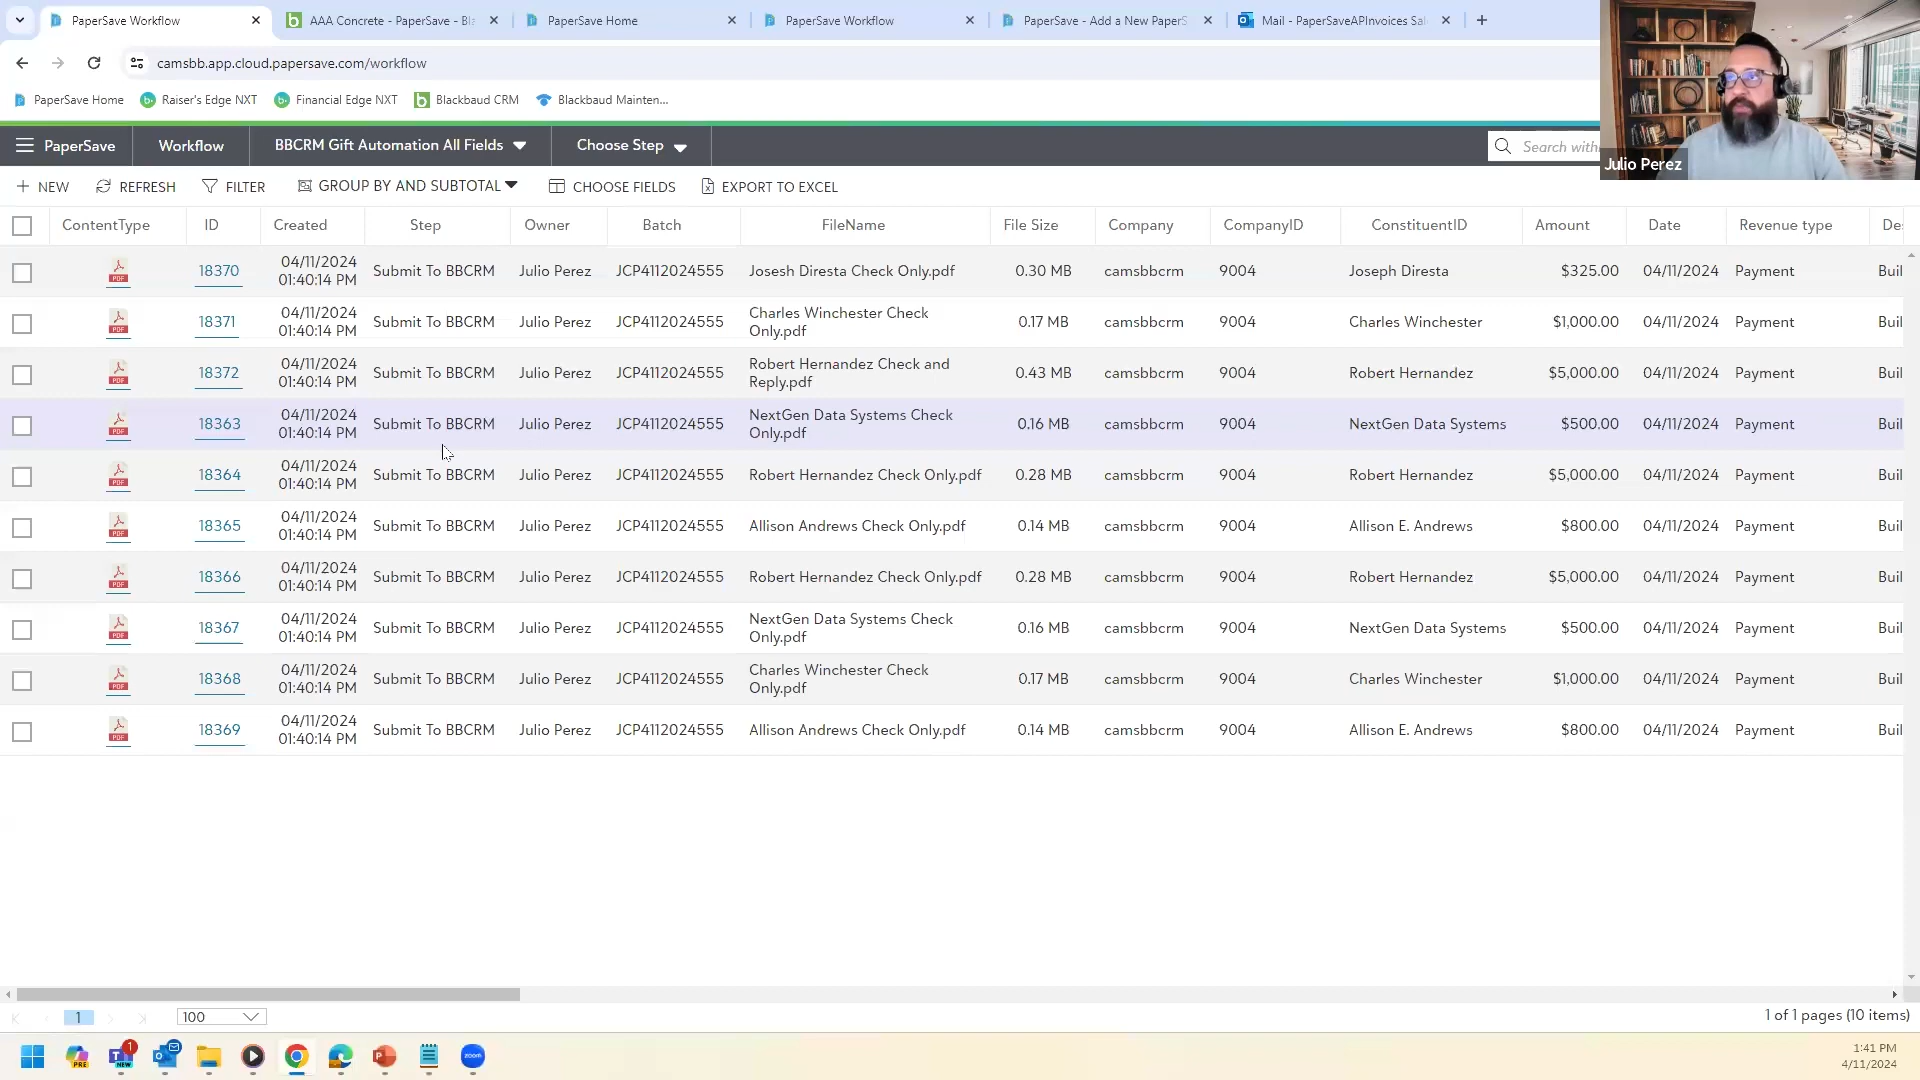 PaperSave Workflow
AAA Concrete - PaperSave - Bl
PaperSave Home
PaperSave Workflow
PaperSave - Add a New PaperS
Mail - PaperSaveAPInvoices Sal
camsbb.app.cloud.papersave.com/workflow
PaperSave Home
Raiser's Edge NXT
Financial Edge NXT
Blackbaud CRM
Blackbaud Mainten...
PaperSave
Workflow
BBCRM Gift Automation All Fields
Choose Step
Search with
Julio Perez
NEW
REFRESH
FILTER
GROUP BY AND SUBTOTAL
CHOOSE FIELDS
EXPORT TO EXCEL
ContentType ID Created Step Owner Batch FileName File Size Company CompanyID ConstituentID Amount Date Revenue type De
PDF 18370 04/11/2024 01:40:14 PM Submit To BBCRM Julio Perez JCP4112024555 Josesh Diresta Check Only.pdf 0.30 MB camsbbcrm 9004 Joseph Diresta $325.00 04/11/2024 Payment Buil
PDF 18371 04/11/2024 01:40:14 PM Submit To BBCRM Julio Perez JCP4112024555 Charles Winchester Check Only.pdf 0.17 MB camsbbcrm 9004 Charles Winchester $1,000.00 04/11/2024 Payment Buil
PDF 18372 04/11/2024 01:40:14 PM Submit To BBCRM Julio Perez JCP4112024555 Robert Hernandez Check and Reply.pdf 0.43 MB camsbbcrm 9004 Robert Hernandez $5,000.00 04/11/2024 Payment Buil
PDF 18363 04/11/2024 01:40:14 PM Submit To BBCRM Julio Perez JCP4112024555 NextGen Data Systems Check Only.pdf 0.16 MB camsbbcrm 9004 NextGen Data Systems $500.00 04/11/2024 Payment Buil
PDF 18364 04/11/2024 01:40:14 PM Submit To BBCRM Julio Perez JCP4112024555 Robert Hernandez Check Only.pdf 0.28 MB camsbbcrm 9004 Robert Hernandez $5,000.00 04/11/2024 Payment Buil
PDF 18365 04/11/2024 01:40:14 PM Submit To BBCRM Julio Perez JCP4112024555 Allison Andrews Check Only.pdf 0.14 MB camsbbcrm 9004 Allison E. Andrews $800.00 04/11/2024 Payment Buil
PDF 18366 04/11/2024 01:40:14 PM Submit To BBCRM Julio Perez JCP4112024555 Robert Hernandez Check Only.pdf 0.28 MB camsbbcrm 9004 Robert Hernandez $5,000.00 04/11/2024 Payment Buil
PDF 18367 04/11/2024 01:40:14 PM Submit To BBCRM Julio Perez JCP4112024555 NextGen Data Systems Check Only.pdf 0.16 MB camsbbcrm 9004 NextGen Data Systems $500.00 04/11/2024 Payment Buil
PDF 18368 04/11/2024 01:40:14 PM Submit To BBCRM Julio Perez JCP4112024555 Charles Winchester Check Only.pdf 0.17 MB camsbbcrm 9004 Charles Winchester $1,000.00 04/11/2024 Payment Buil
PDF 18369 04/11/2024 01:40:14 PM Submit To BBCRM Julio Perez JCP4112024555 Allison Andrews Check Only.pdf 0.14 MB camsbbcrm 9004 Allison E. Andrews $800.00 04/11/2024 Payment Buil
1
100
1 of 1 pages (10 items)
PRE
1
NEW
zoom
1:41 PM
4/11/2024